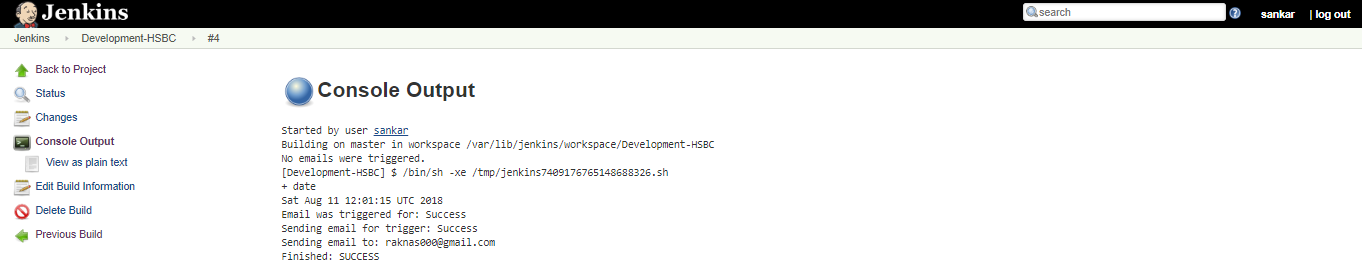 Jenkins
search
sankar
| log out
Jenkins
Development-HSBC
#4
Back to Project
Status
Changes
Console Output
View as plain text
Edit Build Information
Delete Build
Previous Build
Console Output
Started by user sankar
Building on master in workspace /var/lib/jenkins/workspace/Development-HSBC
No emails were triggered.
[Development-HSBC] $ /bin/sh -xe /tmp/jenkins7409176765148688326.sh
+ date
Sat Aug 11 12:01:15 UTC 2018
Email was triggered for: Success
Sending email for trigger: Success
Sending email to: raknas000@gmail.com
Finished: SUCCESS